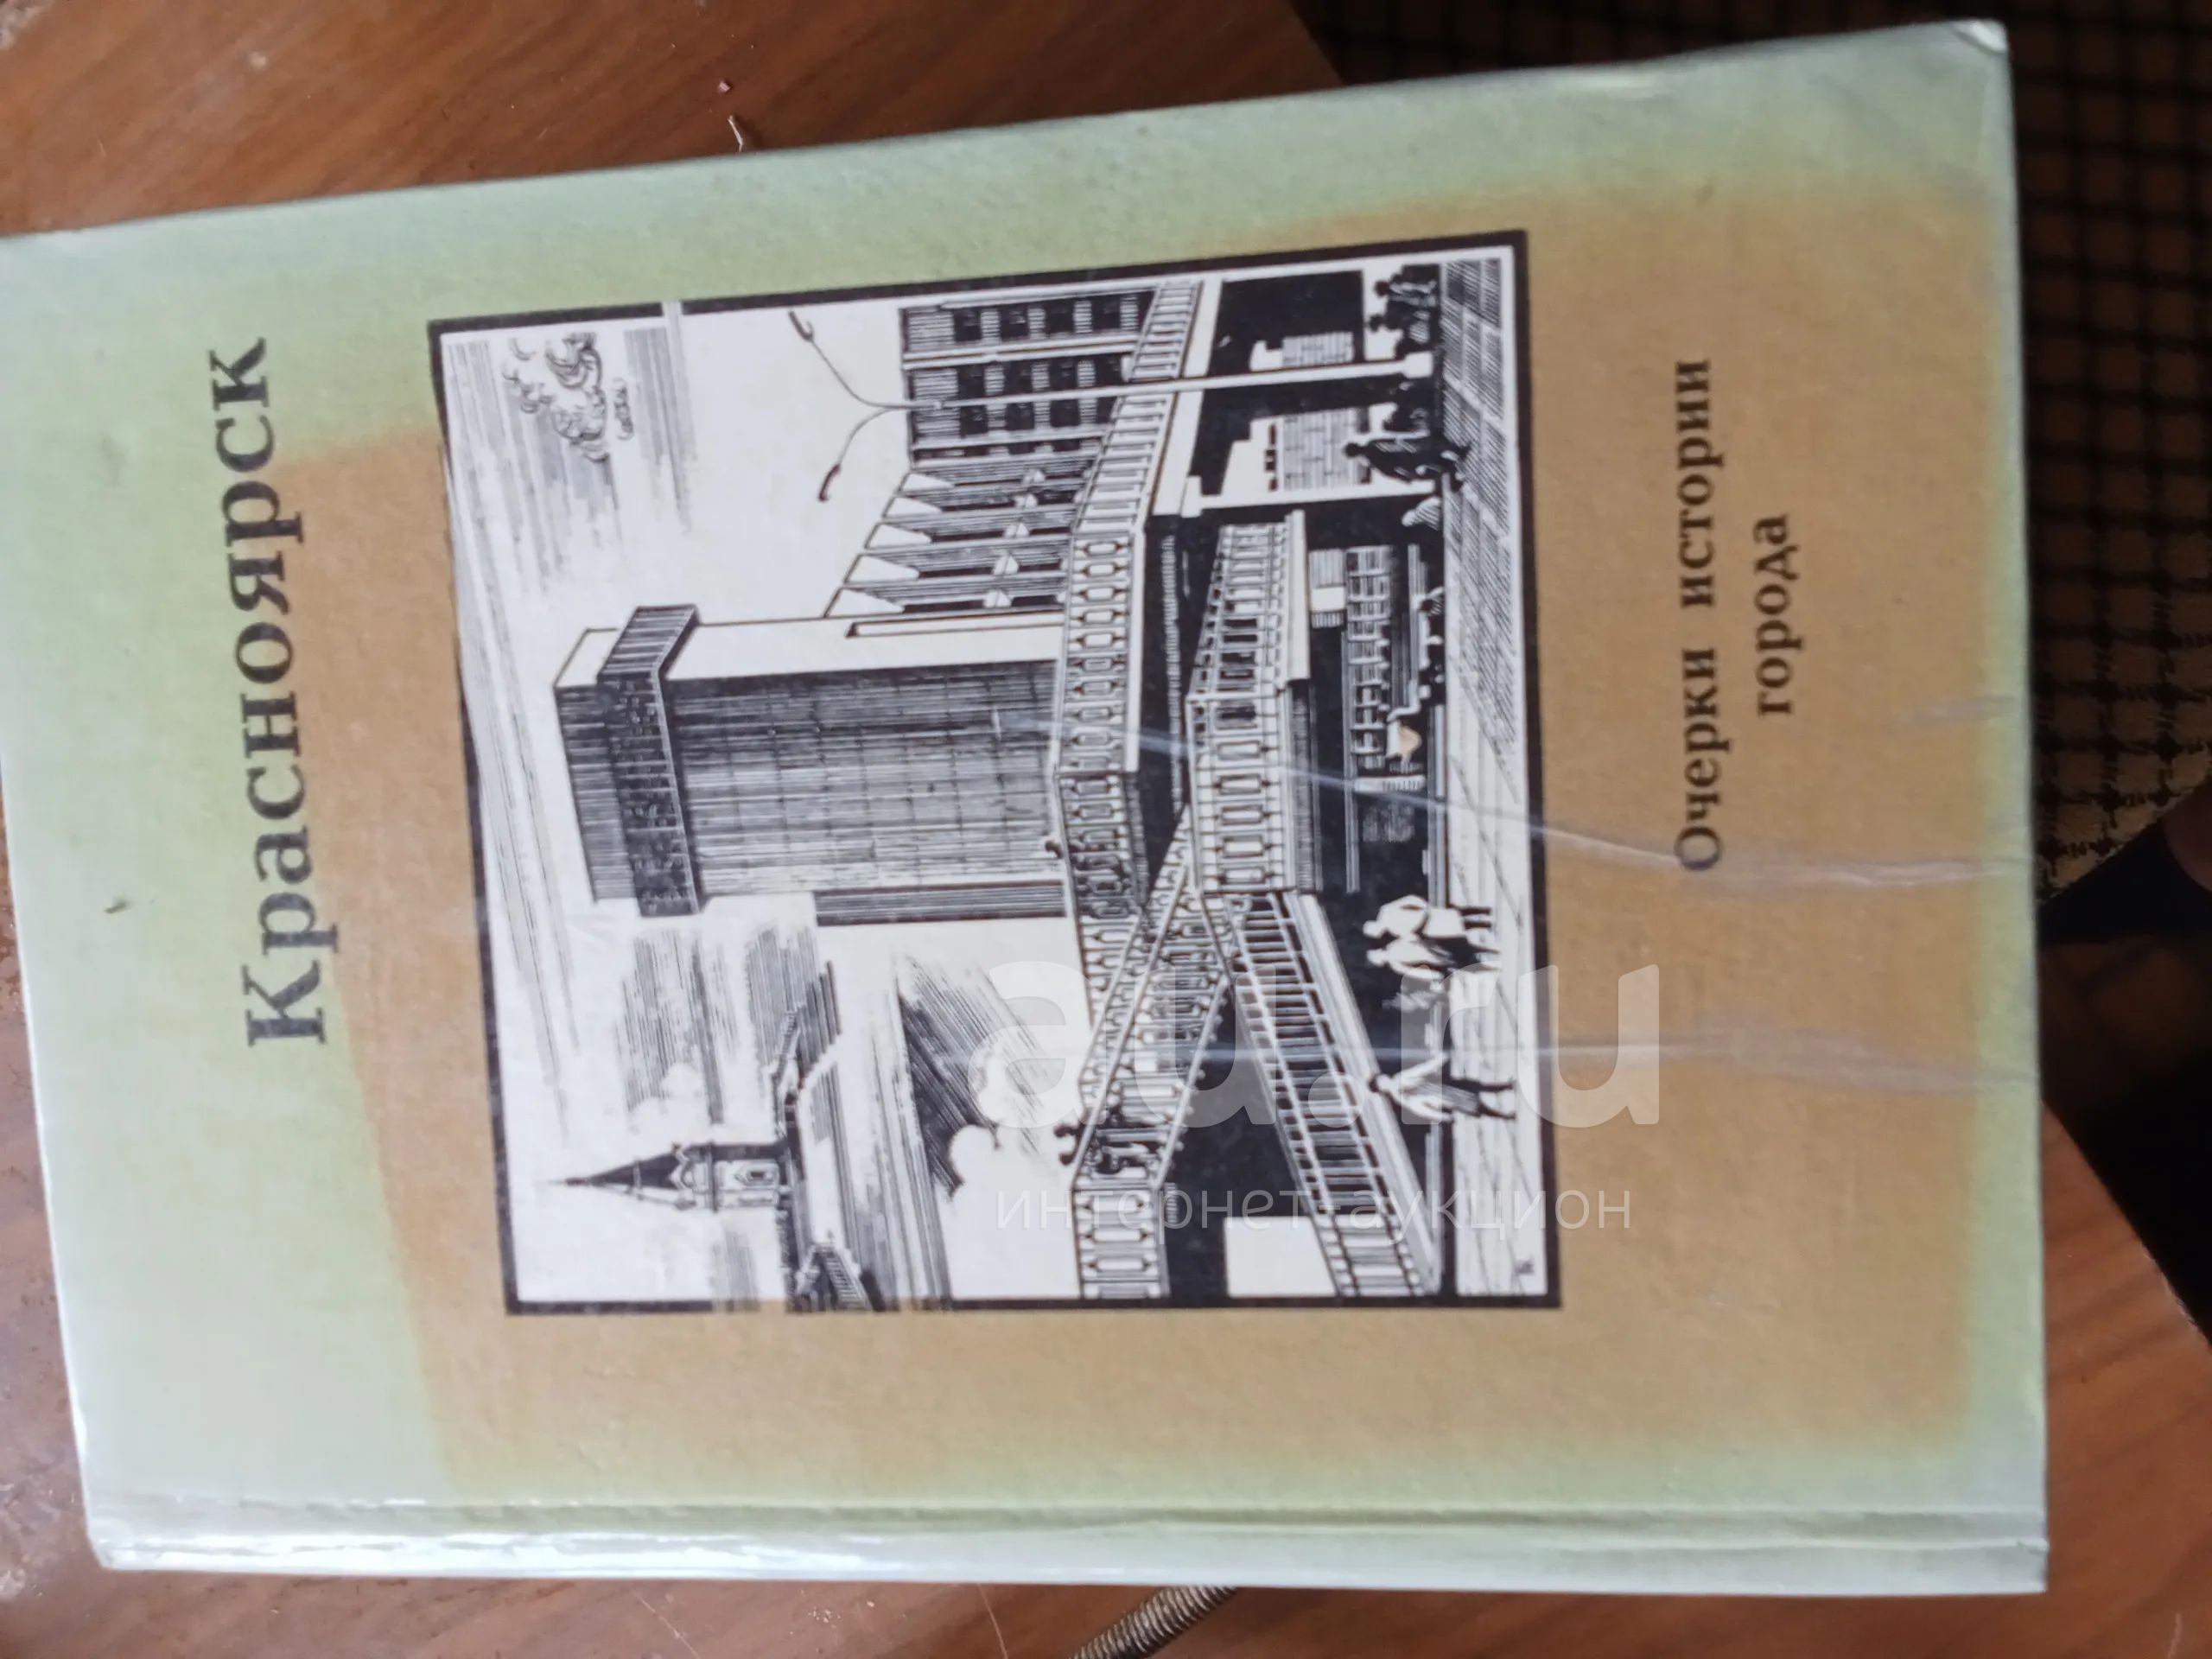 Красноярск
Очерки истории
города
au.ru
интернет-аукцион